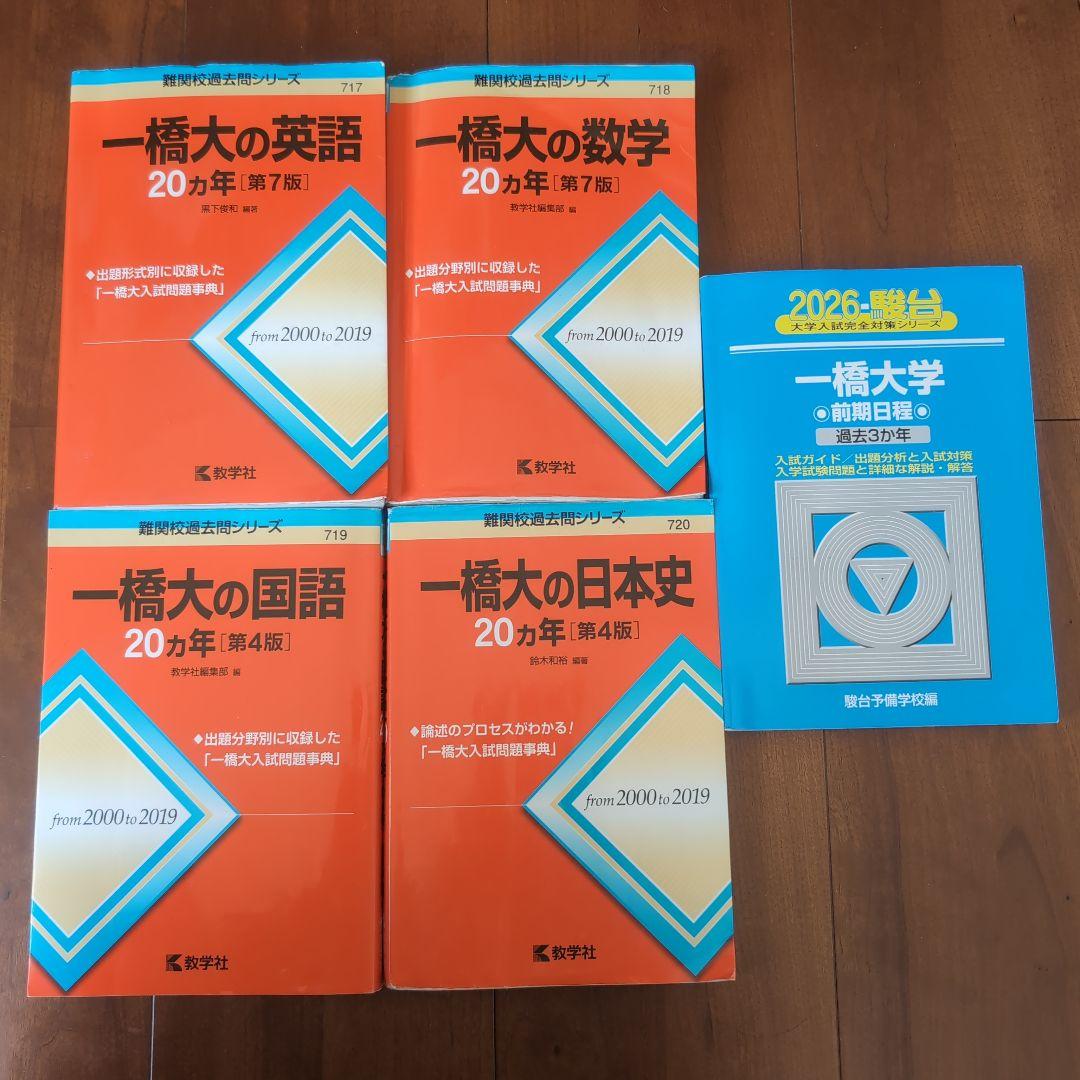 難関校過去問シリーズ
717
一橋大の英語
20カ年[第7版]
黒下俊和 編著
◆出題形式別に収録した
「一橋大入試問題事典」
from 2000 to 2019
教学社
難関校過去問シリーズ
718
一橋大の数学
20カ年[第7版]
教学社編集部 編
◆出題分野別に収録した
「一橋大入試問題事典」
from 2000 to 2019
教学社
難関校過去問シリーズ
719
一橋大の国語
20カ年[第4版]
教学社編集部 編
◆出題分野別に収録した
「一橋大入試問題事典」
from 2000 to 2019
教学社
難関校過去問シリーズ
720
一橋大の日本史
20カ年[第4版]
鈴木和裕 編著
◆論述のプロセスがわかる!
「一橋大入試問題事典」
from 2000 to 2019
教学社
2026-駿台
大学入試完全対策シリーズ
一橋大学
前期日程
過去3か年
入試ガイド/出題分析と入試対策
入学試験問題と詳細な解説・解答
駿台予備学校編